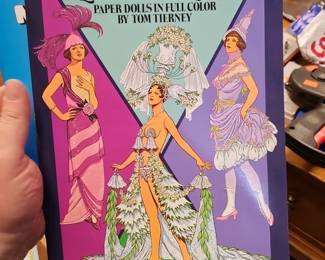 PAPER DOLLS IN FULL COLOR
BY TOM TIERNEY